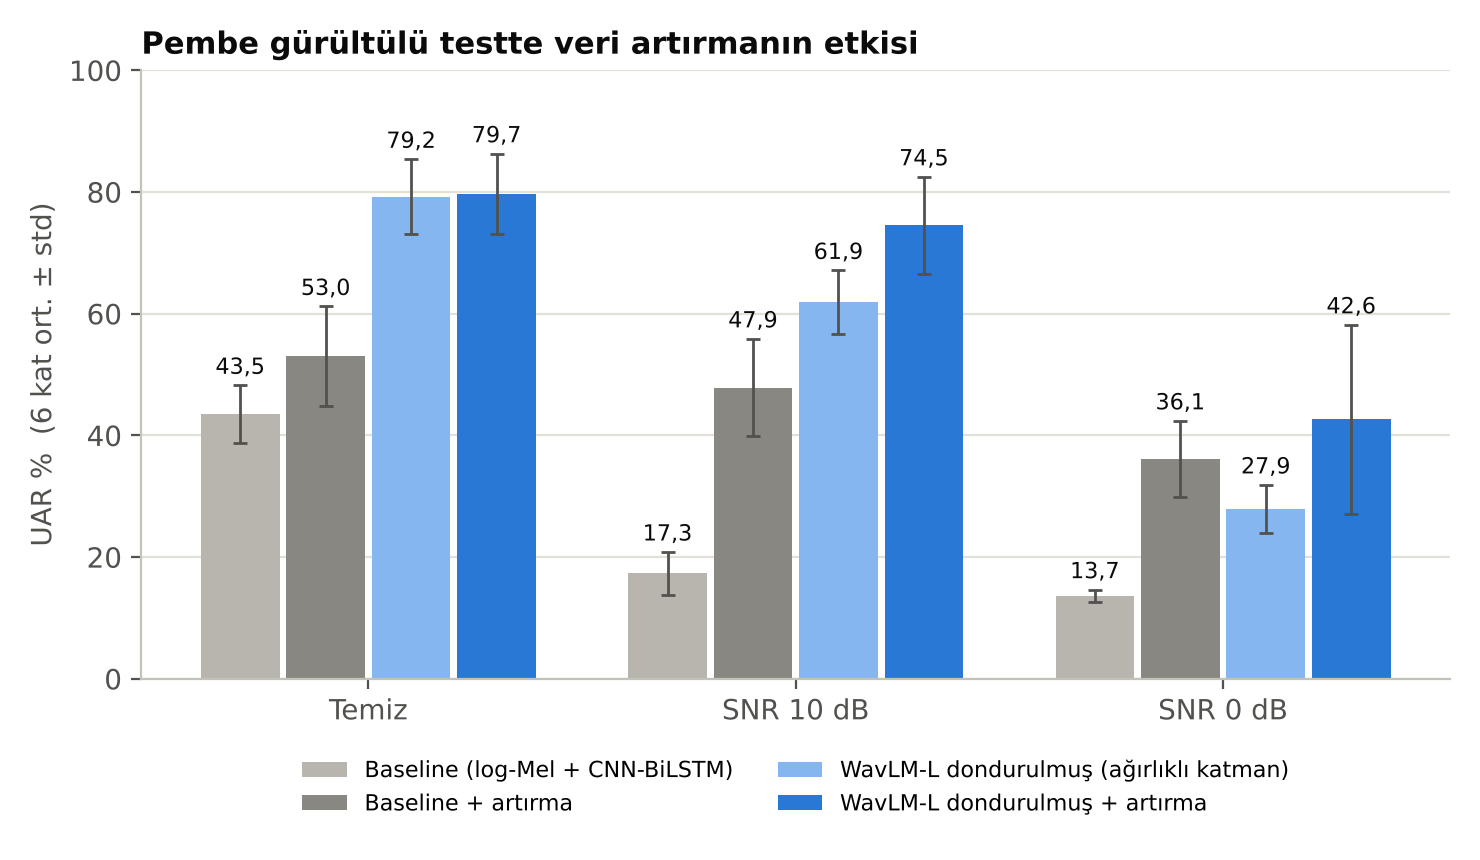 Pembe gürültülü testte veri artırmanın etkisi
UAR % (6 kat ort. ± std)
100
80
60
40
20
0
43,5
53,0
79,2
79,7
17,3
47,9
61,9
74,5
13,7
36,1
27,9
42,6
Temiz
SNR 10 dB
SNR 0 dB
Baseline (log-Mel + CNN-BiLSTM)
Baseline + artırma
WavLM-L dondurulmuş (ağırlıklı katman)
WavLM-L dondurulmuş + artırma